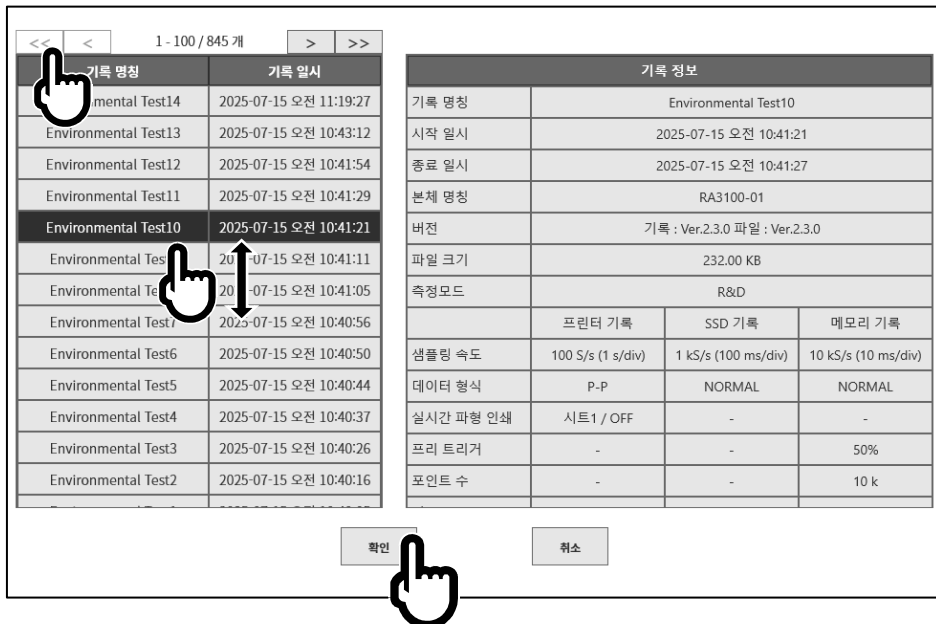 << < 1 - 100 / 845 개 > >>
기록 명칭 기록 일시
mental Test14 2025-07-15 오전 11:19:27
Environmental Test13 2025-07-15 오전 10:43:12
Environmental Test12 2025-07-15 오전 10:41:54
Environmental Test11 2025-07-15 오전 10:41:29
Environmental Test10 2025-07-15 오전 10:41:21
Environmental 오전 10:41:11
Environmental 오전 10:41:05
Environmental Test7 2025-07-15 오전 10:40:56
Environmental Test6 2025-07-15 오전 10:40:50
Environmental Test5 2025-07-15 오전 10:40:44
Environmental Test4 2025-07-15 오전 10:40:37
Environmental Test3 2025-07-15 오전 10:40:26
Environmental Test2 2025-07-15 오전 10:40:16
기록 정보
기록 명칭 Environmental Test10
시작 일시 2025-07-15 오전 10:41:21
종료 일시 2025-07-15 오전 10:41:27
본체 명칭 RA3100-01
버전 기록 : Ver.2.3.0 파일 : Ver.2.3.0
파일 크기 232.00 KB
측정모드 R&D
프린터 기록 SSD 기록 메모리 기록
샘플링 속도 100 S/s (1 s/div) 1 kS/s (100 ms/div) 10 kS/s (10 ms/div)
데이터 형식 P-P NORMAL NORMAL
실시간 파형 인쇄 시트1 / OFF - -
프리 트리거 - - 50%
포인트 수 - - 10 k
확인 취소